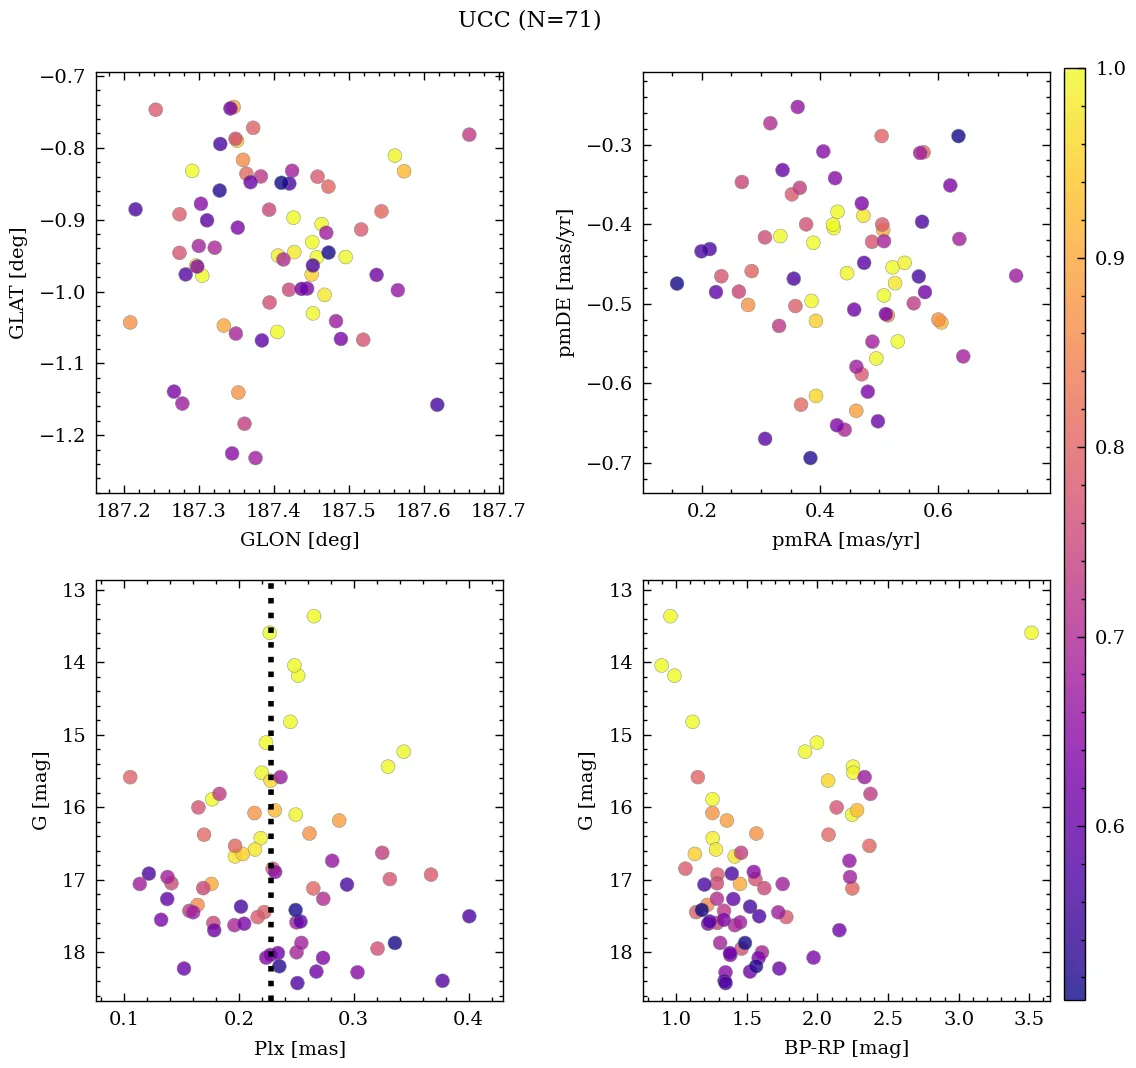 UCC (N=71)
−0.7
−0.8
−0.9
−1.0
−1.1
−1.2
GLAT [deg]
187.2 187.3 187.4 187.5 187.6 187.7
GLON [deg]
−0.3
−0.4
−0.5
−0.6
−0.7
pmDE [mas/yr]
0.2 0.4 0.6
pmRA [mas/yr]
13
14
15
16
17
18
G [mag]
0.1 0.2 0.3 0.4
Plx [mas]
13
14
15
16
17
18
G [mag]
1.0 1.5 2.0 2.5 3.0 3.5
BP-RP [mag]
1.0
0.9
0.8
0.7
0.6